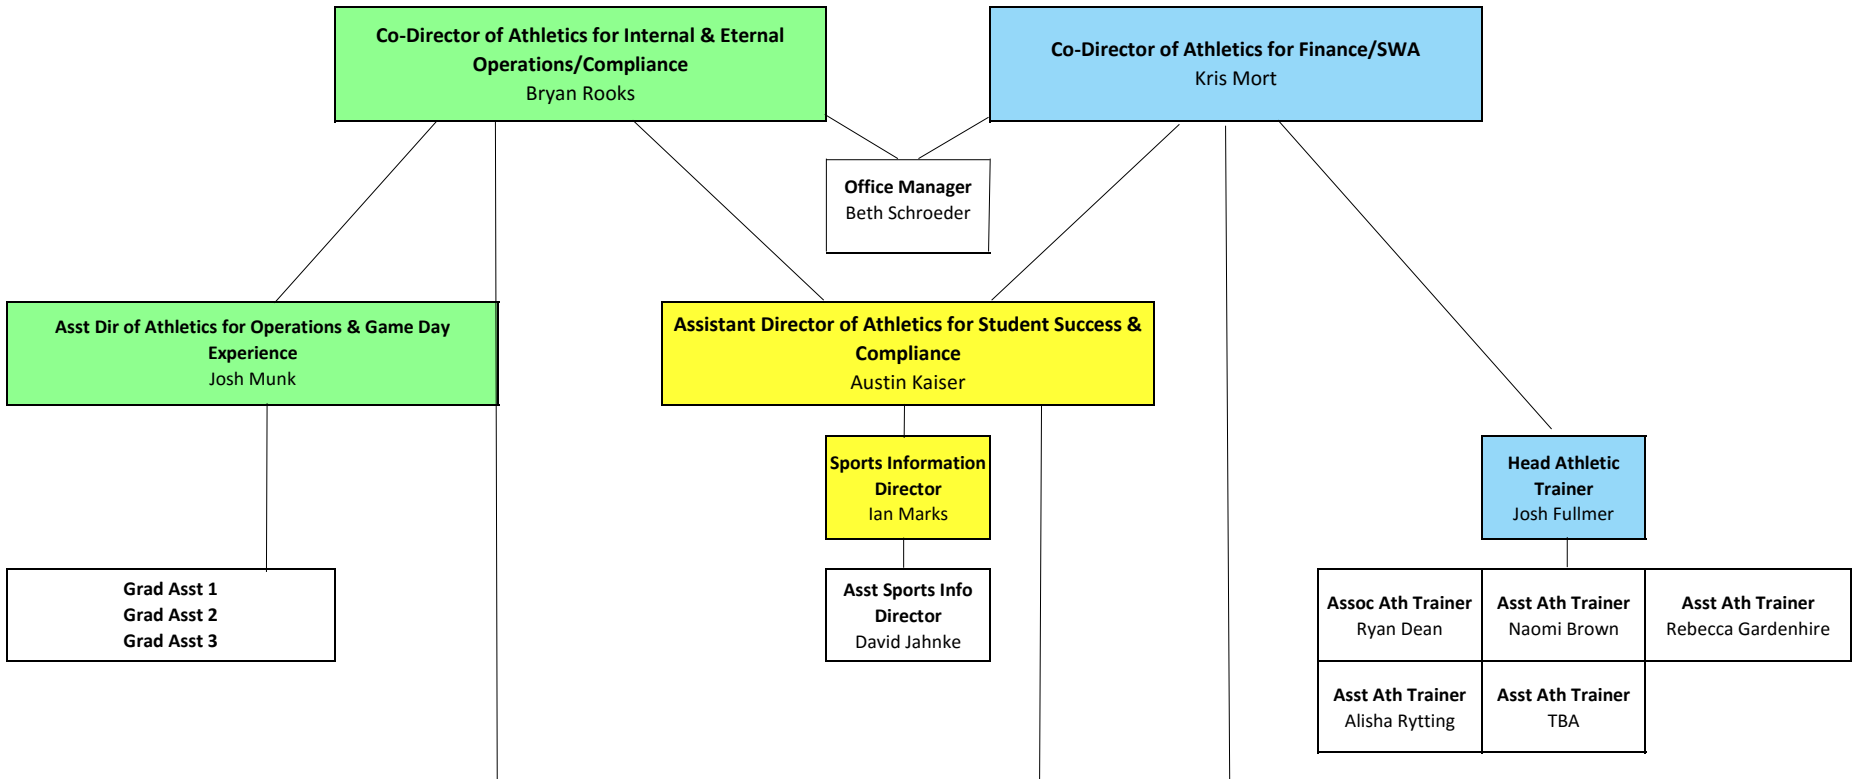 Co-Director of Athletics for Internal & Eternal
Operations/Compliance
Bryan Rooks
Co-Director of Athletics for Finance/SWA
Kris Mort
Office Manager
Beth Schroeder
Asst Dir of Athletics for Operations & Game Day
Experience
Josh Munk
Assistant Director of Athletics for Student Success &
Compliance
Austin Kaiser
Sports Information
Director
Ian Marks
Head Athletic
Trainer
Josh Fullmer
Grad Asst 1
Grad Asst 2
Grad Asst 3
Asst Sports Info
Director
David Jahnke
Assoc Ath Trainer
Ryan Dean
Asst Ath Trainer
Naomi Brown
Asst Ath Trainer
Rebecca Gardenhire
Asst Ath Trainer
Alisha Rytting
Asst Ath Trainer
TBA